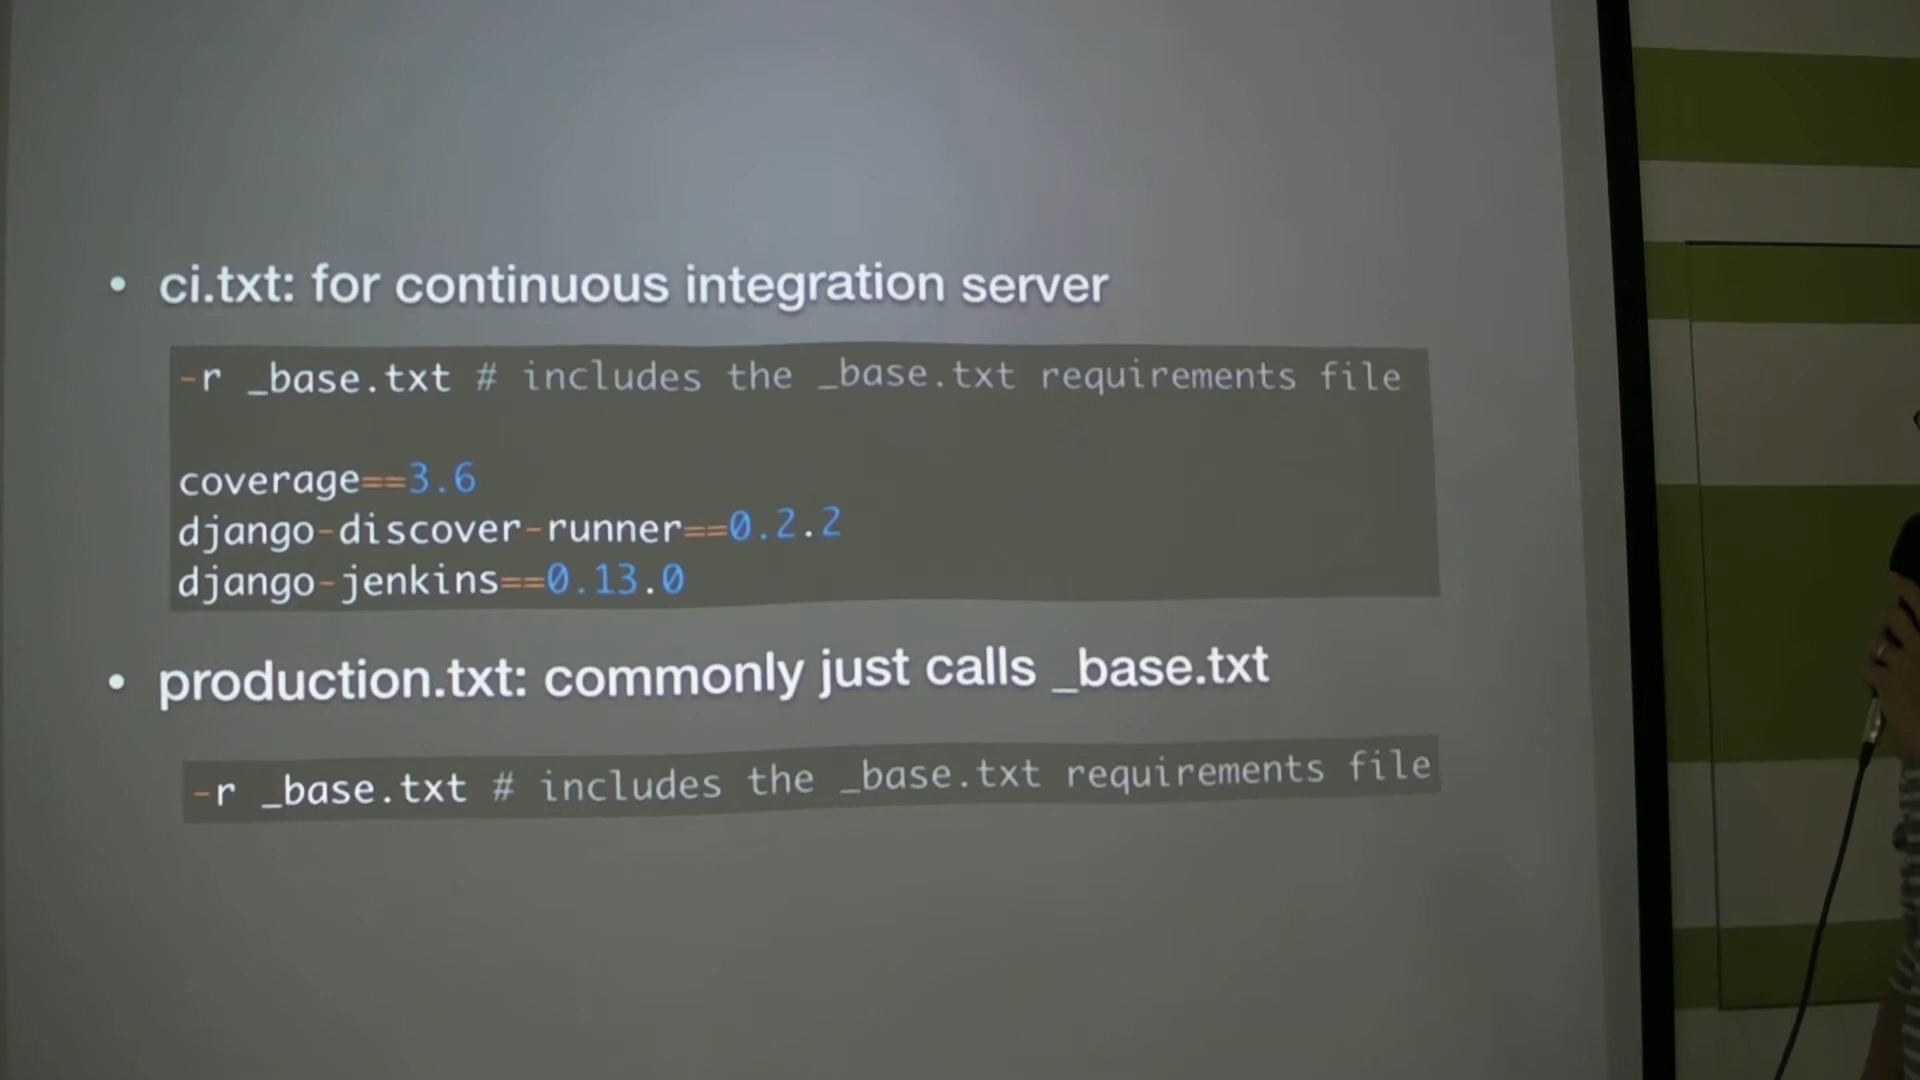 • ci.txt: for continuous integration server
-r _base.txt # includes the _base.txt requirements file
coverage==3.6
django-discover-runner==0.2.2
django-jenkins==0.13.0
• production.txt: commonly just calls _base.txt
-r _base.txt # includes the _base.txt requirements file